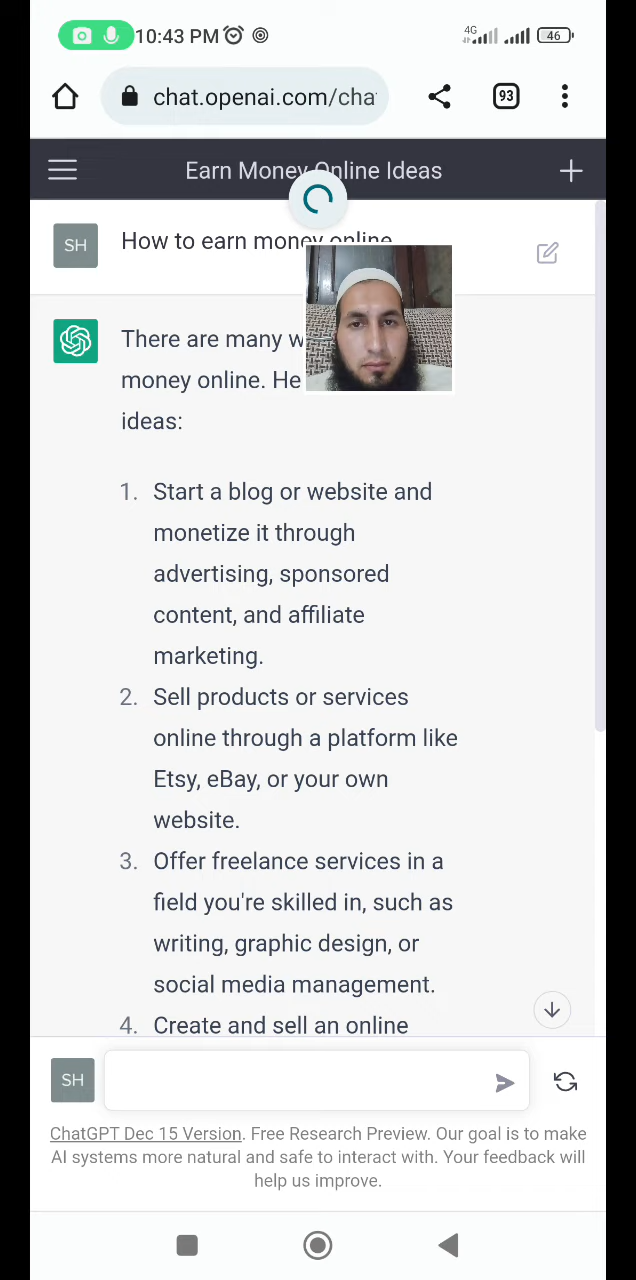 10:43 PM
4G
46
chat.openai.com/cha
93
Earn Money Online Ideas
SH
How to earn money online
There are many w
money online. He
ideas:
1. Start a blog or website and
monetize it through
advertising, sponsored
content, and affiliate
marketing.
2. Sell products or services
online through a platform like
Etsy, eBay, or your own
website.
3. Offer freelance services in a
field you're skilled in, such as
writing, graphic design, or
social media management.
4. Create and sell an online
SH
ChatGPT Dec 15 Version. Free Research Preview. Our goal is to make
AI systems more natural and safe to interact with. Your feedback will
help us improve.